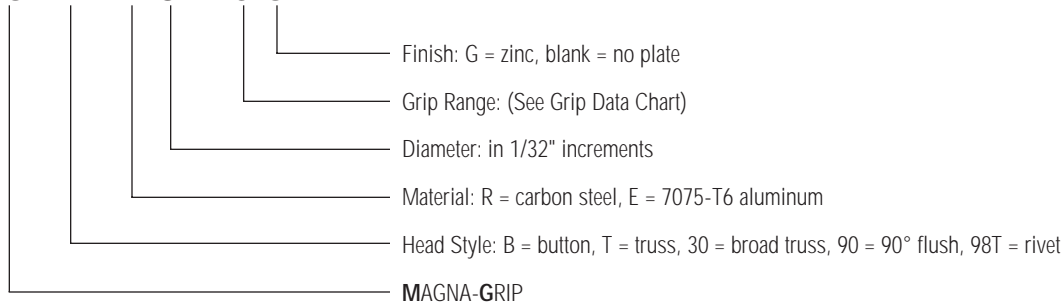 Finish: G = zinc, blank = no plate
Grip Range: (See Grip Data Chart)
Diameter: in 1/32" increments
Material: R = carbon steel, E = 7075-T6 aluminum
Head Style: B = button, T = truss, 30 = broad truss, 90 = 90° flush, 98T = rivet
MAGNA-GRIP